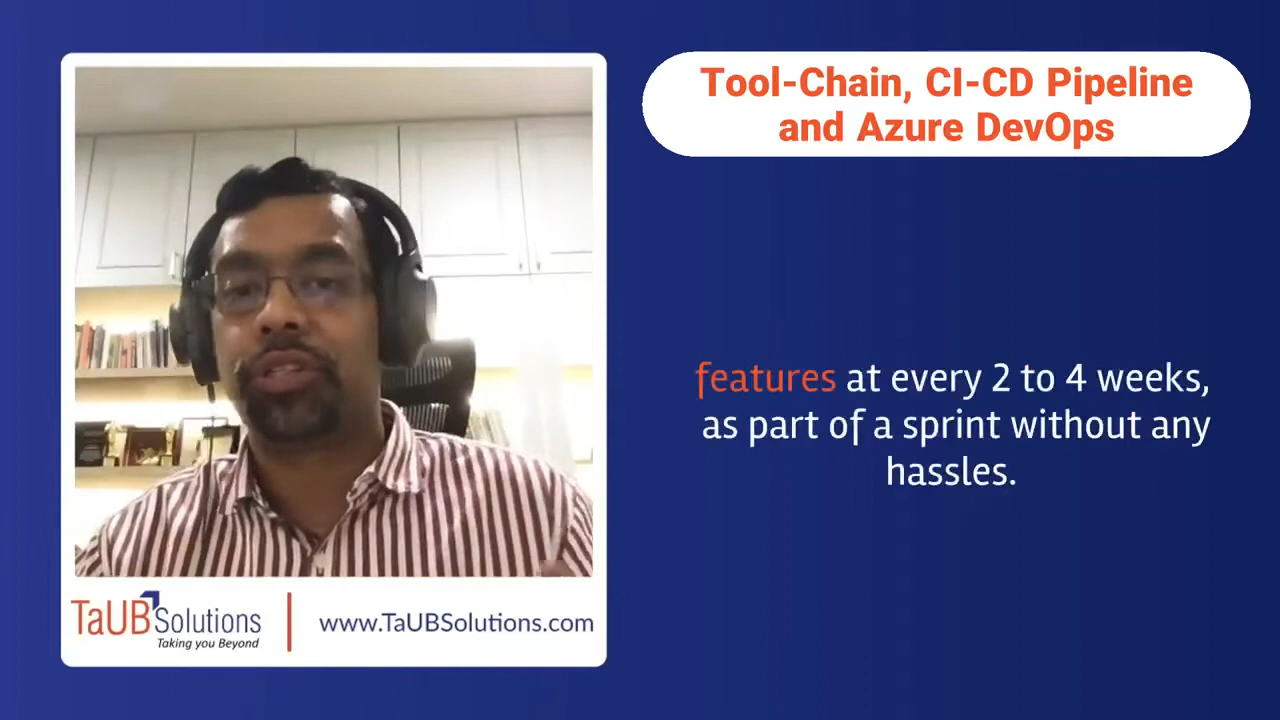 Tool-Chain, CI-CD Pipeline
and Azure DevOps
features at every 2 to 4 weeks,
as part of a sprint without any
hassles.
TaUB Solutions
Taking you Beyond
www.TaUBSolutions.com